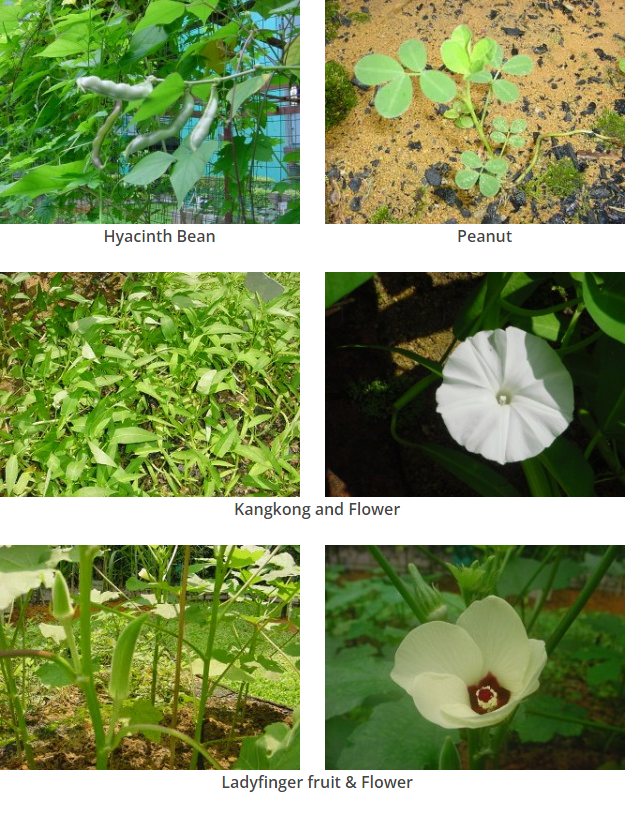 Hyacinth Bean
Peanut
Kangkong and Flower
Ladyfinger fruit & Flower